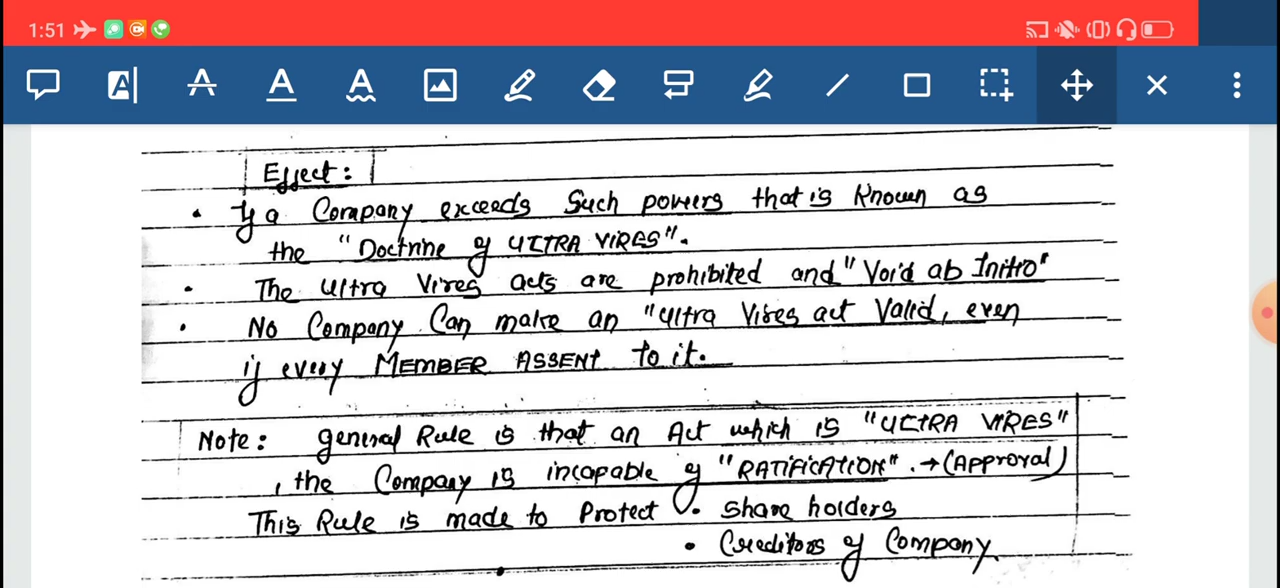 1:51
Effect:
• If a Company exceeds Such powers that is Known as
the "Doctrine of ULTRA VIRES".
• The Ultra Vires acts are prohibited and "Void ab Initio"
• No Company Can make an "Ultra Vires act Valid, even
if every MEMBER ASSENT to it.
Note: general Rule is that an Act which is "ULTRA VIRES"
, the Company is incapable of "RATIFICATION". → (Approval)
This Rule is made to Protect • share holders
• Creditors of Company.